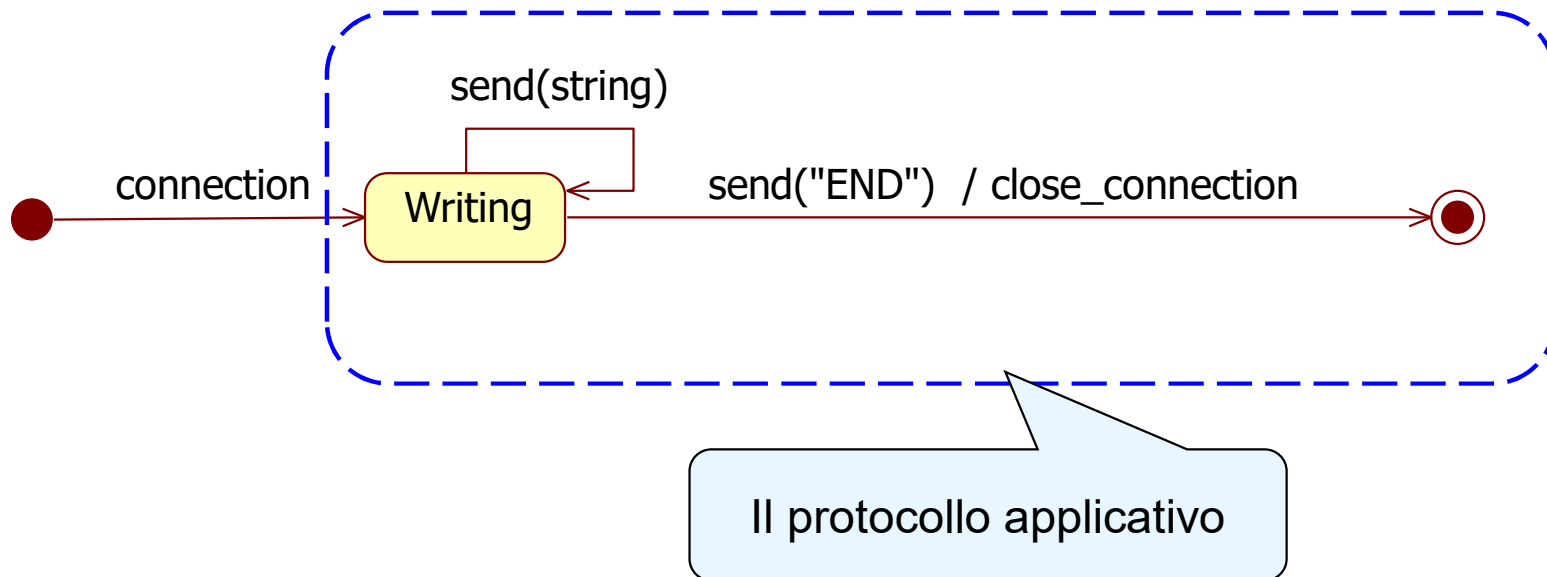 send(string)
connection
Writing
send("END") / close_connection
Il protocollo applicativo